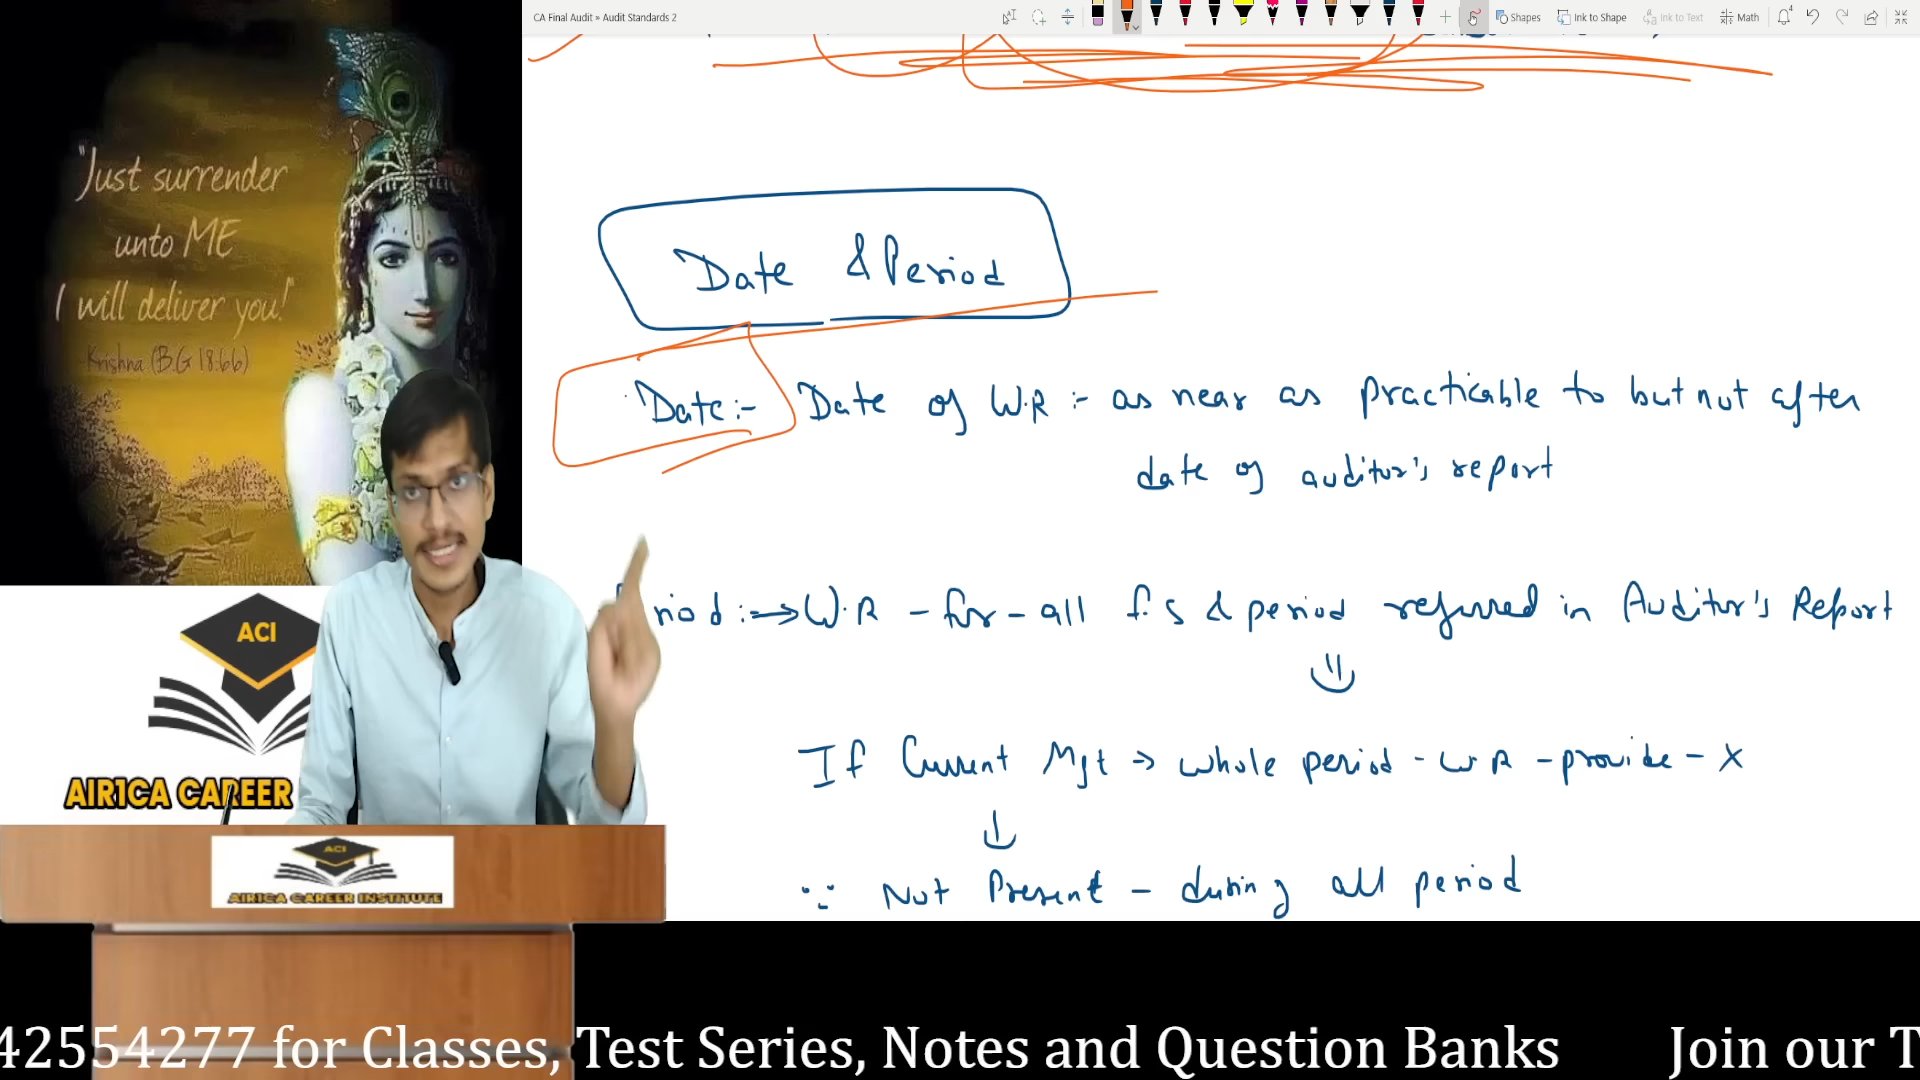 CA Final Audit » Audit Standards 2
Shapes
Ink to Shape
Ink to Text
Math
"Just surrender
unto ME
I will deliver you!"
Krishna (B.G 18:66)
Date & Period
Date:- Date of W.R :- as near as practicable to but not after
date of auditor's report
riod :→ W.R - for - all f.s & period referred in Auditor's Report
If Current Mgt → whole period - W R - provide - X
∵ Not Present - during all period
ACI
AIR1CA CAREER
ACI
AIR1CA CAREER INSTITUTE
42554277 for Classes, Test Series, Notes and Question Banks Join our T